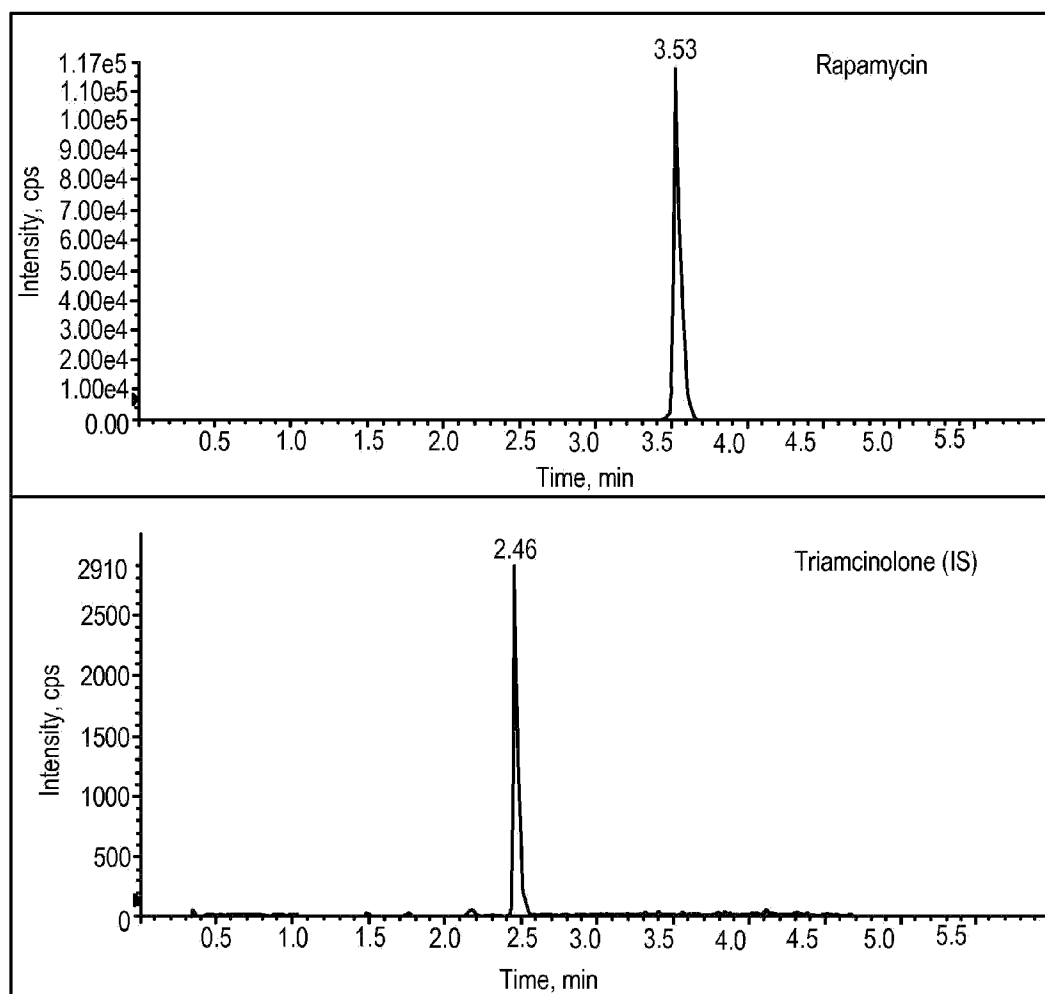 3.53
Rapamycin
1.17e5
1.10e5
1.00e5
9.00e4
8.00e4
7.00e4
6.00e4
5.00e4
4.00e4
3.00e4
2.00e4
1.00e4
0.00
Intensity, cps
0.5 1.0 1.5 2.0 2.5 3.0 3.5 4.0 4.5 5.0 5.5
Time, min
2.46
Triamcinolone (IS)
2910
2500
2000
1500
1000
500
0
Intensity, cps
0.5 1.0 1.5 2.0 2.5 3.0 3.5 4.0 4.5 5.0 5.5
Time, min